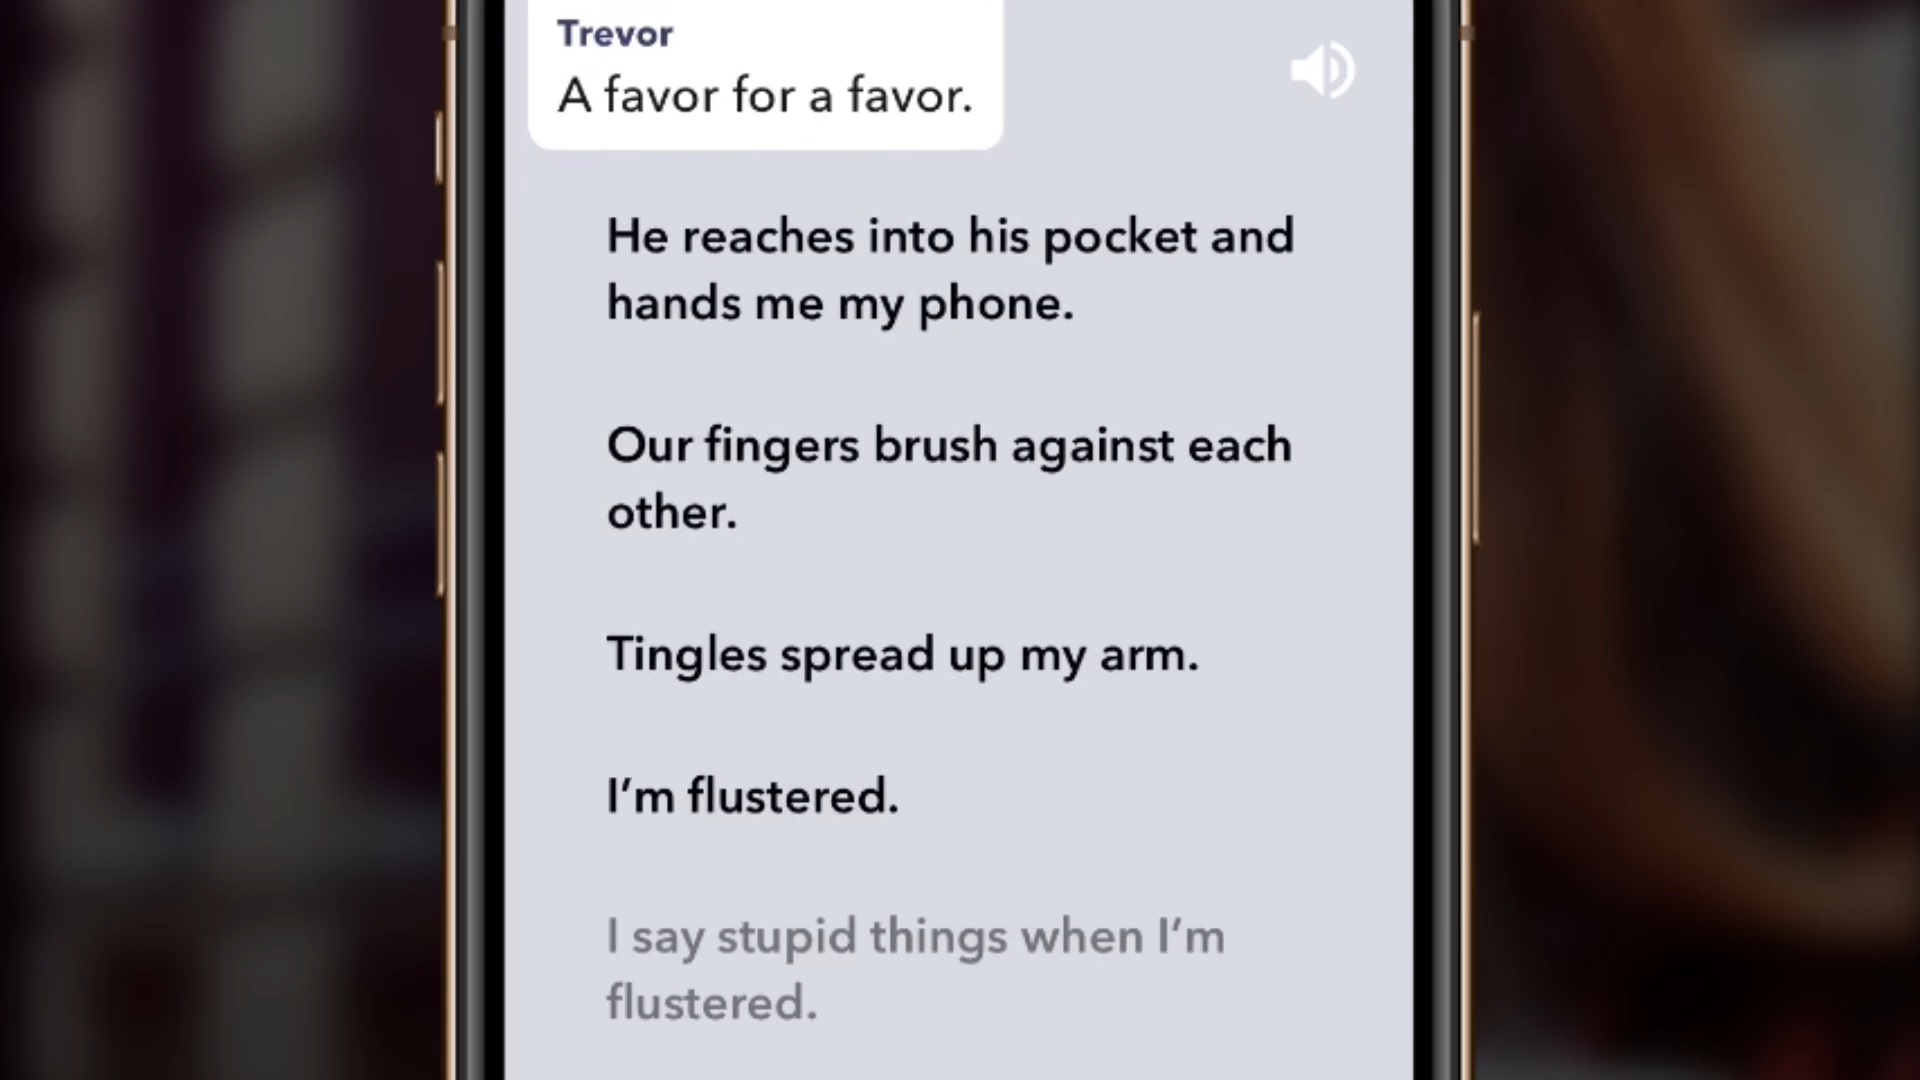 Trevor
A favor for a favor.
He reaches into his pocket and
hands me my phone.
Our fingers brush against each
other.
Tingles spread up my arm.
I’m flustered.
I say stupid things when I’m
flustered.